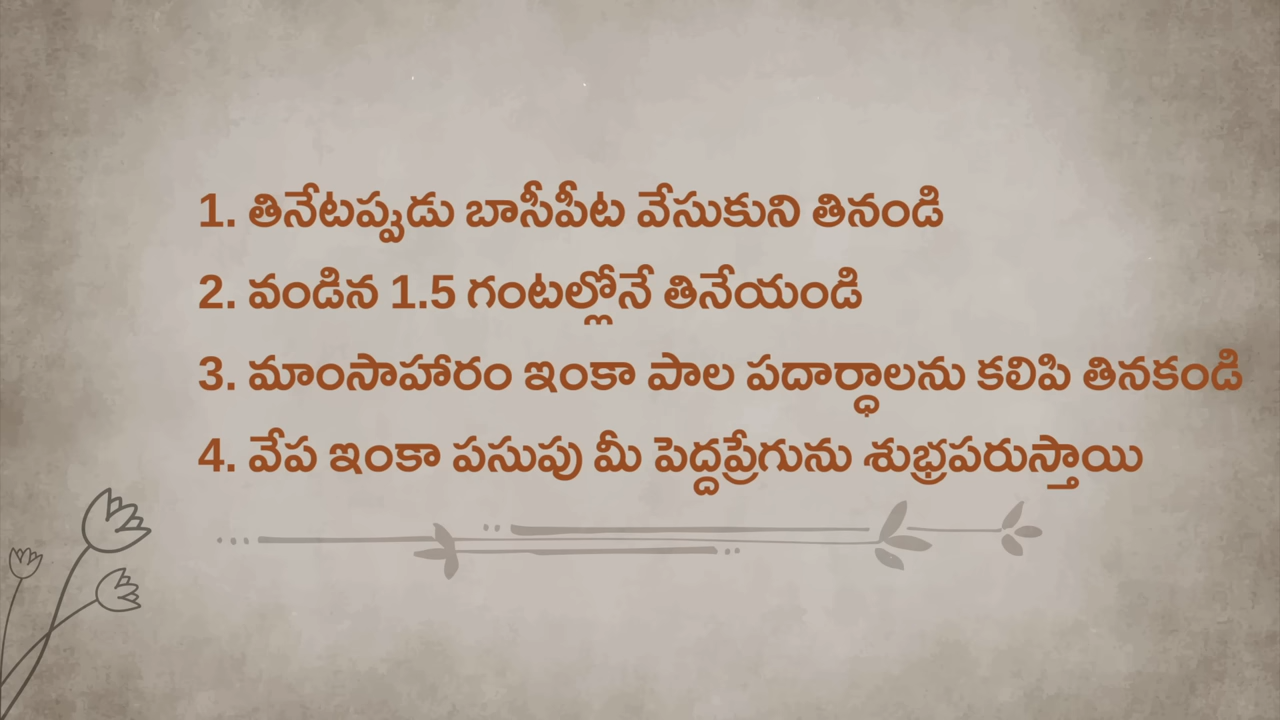 1. తినేటప్పుడు బాసీపీట వేసుకుని తినండి
2. వండిన 1.5 గంటల్లోనే తినేయండి
3. మాంసాహారం ఇంకా పాల పదార్ధాలను కలిపి తినకండి
4. వేప ఇంకా పసుపు మీ పెద్దప్రేగును శుభ్రపరుస్తాయి